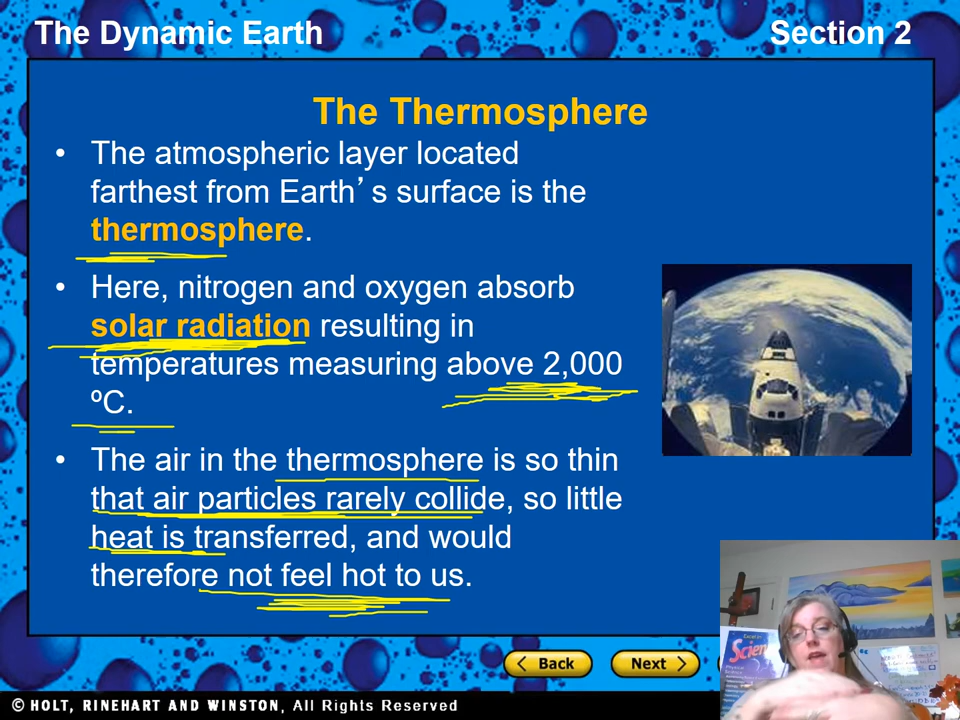 The Dynamic Earth
Section 2
The Thermosphere
• The atmospheric layer located
farthest from Earth’s surface is the
thermosphere.
• Here, nitrogen and oxygen absorb
solar radiation resulting in
temperatures measuring above 2,000
ºC.
• The air in the thermosphere is so thin
that air particles rarely collide, so little
heat is transferred, and would
therefore not feel hot to us.
< Back
Next >
© HOLT, RINEHART AND WINSTON, All Rights Reserved